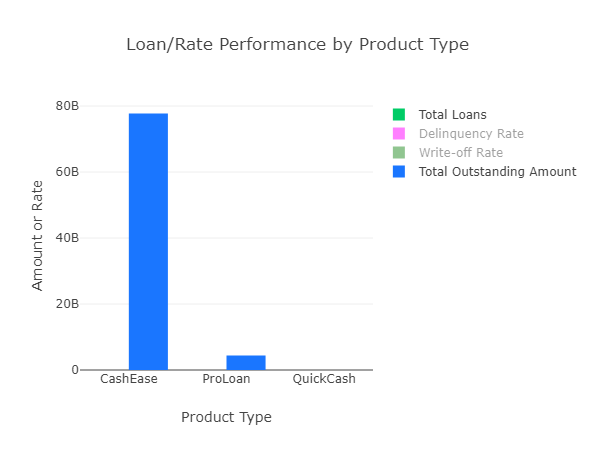 Loan/Rate Performance by Product Type
80B
60B
40B
20B
0
Amount or Rate
CashEase
ProLoan
QuickCash
Product Type
Total Loans
Delinquency Rate
Write-off Rate
Total Outstanding Amount